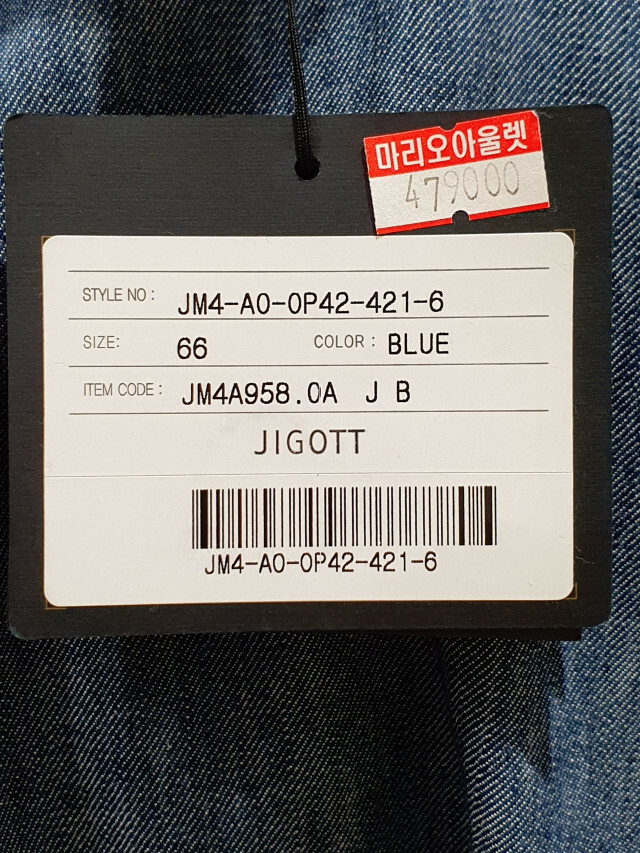 마리오아울렛
479000
STYLE NO : JM4-A0-0P42-421-6
SIZE: 66 COLOR : BLUE
ITEM CODE : JM4A958.0A J B
JIGOTT
JM4-A0-0P42-421-6